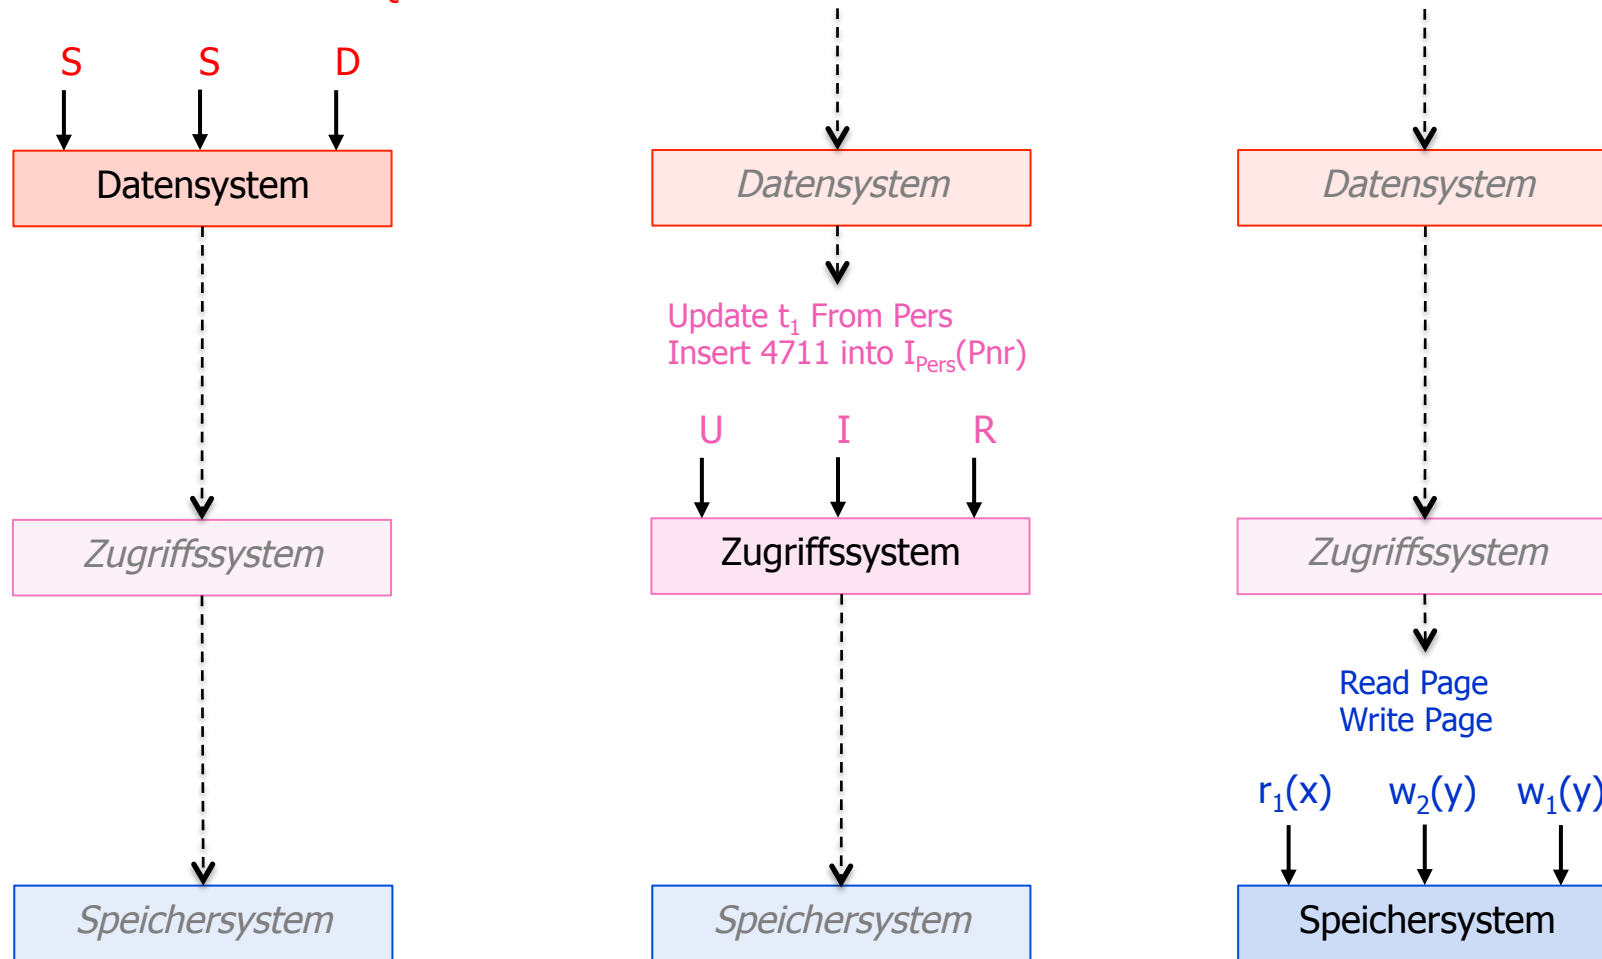 S S D
Datensystem
Zugriffssystem
Speichersystem
Datensystem
Update t₁ From Pers
Insert 4711 into I_Pers(Pnr)
U I R
Zugriffssystem
Speichersystem
Datensystem
Zugriffssystem
Read Page
Write Page
r₁(x) w₂(y) w₁(y)
Speichersystem